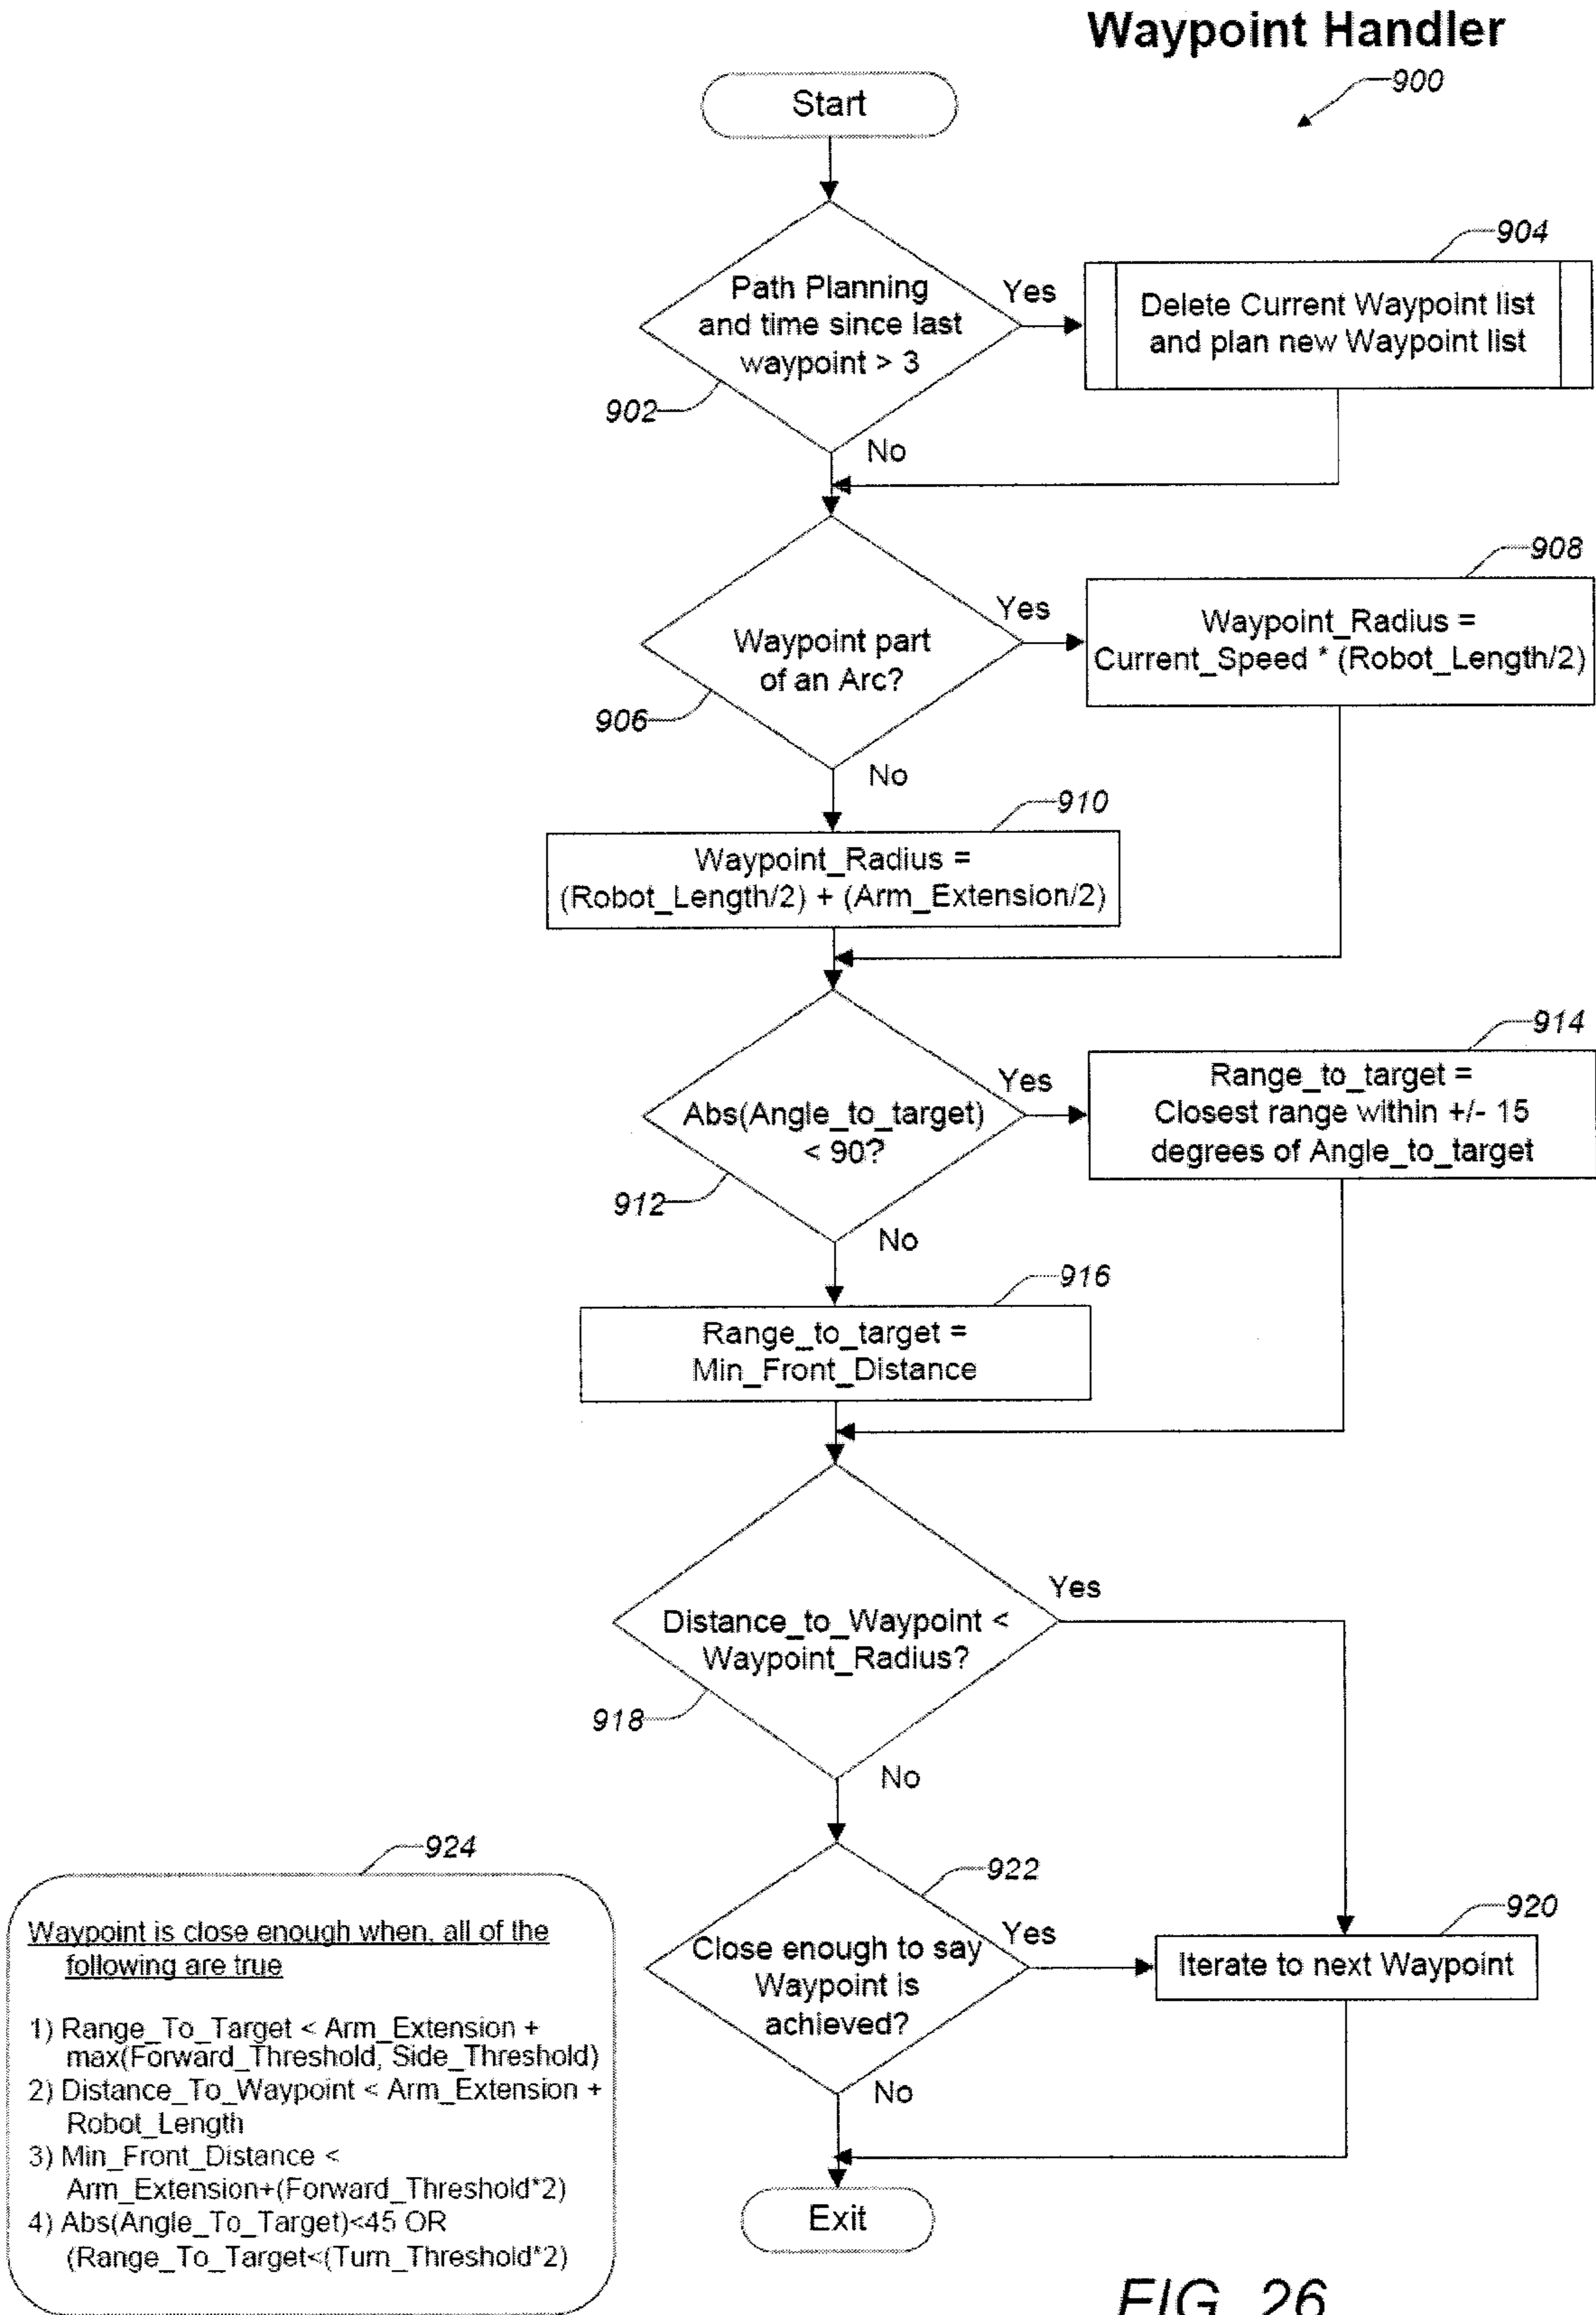 Waypoint Handler
900
Start
904
Path Planning
and time since last
waypoint > 3
Yes
Delete Current Waypoint list
and plan new Waypoint list
902
No
908
Waypoint part
of an Arc?
Yes
Waypoint_Radius =
Current_Speed * (Robot_Length/2)
906
No
910
Waypoint_Radius =
(Robot_Length/2) + (Arm_Extension/2)
914
Abs(Angle_to_target)
< 90?
Yes
Range_to_target =
Closest range within +/- 15
degrees of Angle_to_target
912
No
916
Range_to_target =
Min_Front_Distance
Distance_to_Waypoint <
Waypoint_Radius?
Yes
918
No
922
Close enough to say
Waypoint is
achieved?
Yes
920
Iterate to next Waypoint
No
Exit
924
Waypoint is close enough when, all of the
following are true
1) Range_To_Target < Arm_Extension +
max(Forward_Threshold, Side_Threshold)
2) Distance_To_Waypoint < Arm_Extension +
Robot_Length
3) Min_Front_Distance <
Arm_Extension+(Forward_Threshold*2)
4) Abs(Angle_To_Target)<45 OR
(Range_To_Target<(Turn_Threshold*2)
FIG. 26